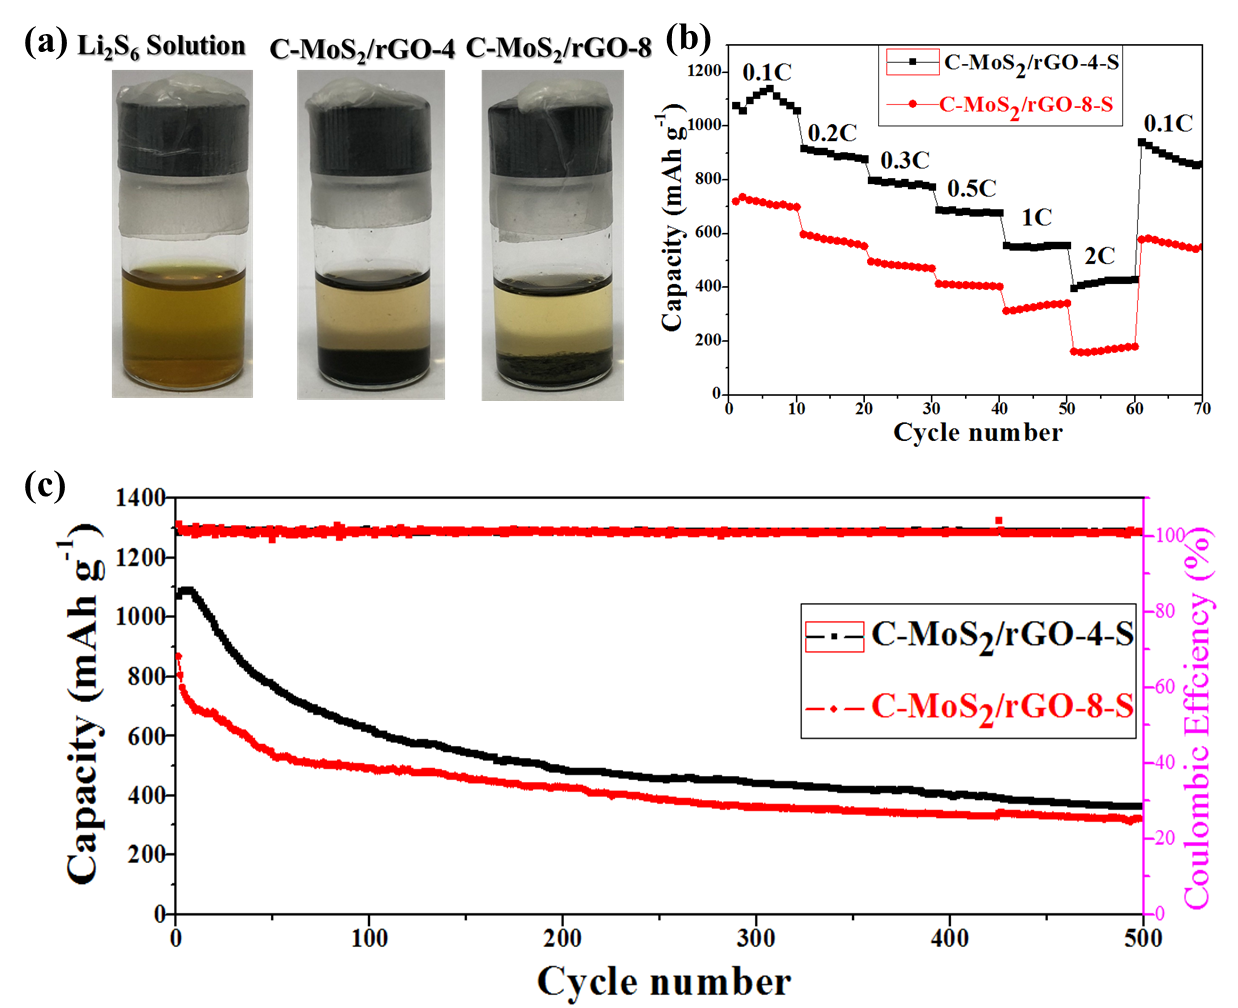 (a)
Li2S6 Solution
C-MoS2/rGO-4
C-MoS2/rGO-8
(b)
Capacity (mAh g-1)
1200
1000
800
600
400
200
0
C-MoS2/rGO-4-S
C-MoS2/rGO-8-S
0.1C
0.2C
0.3C
0.5C
1C
2C
0.1C
0 10 20 30 40 50 60 70
Cycle number
(c)
Capacity (mAh g-1)
1400
1200
1000
800
600
400
200
0
C-MoS2/rGO-4-S
C-MoS2/rGO-8-S
100
80
60
40
20
0
Coulombic Effciency (%)
0 100 200 300 400 500
Cycle number